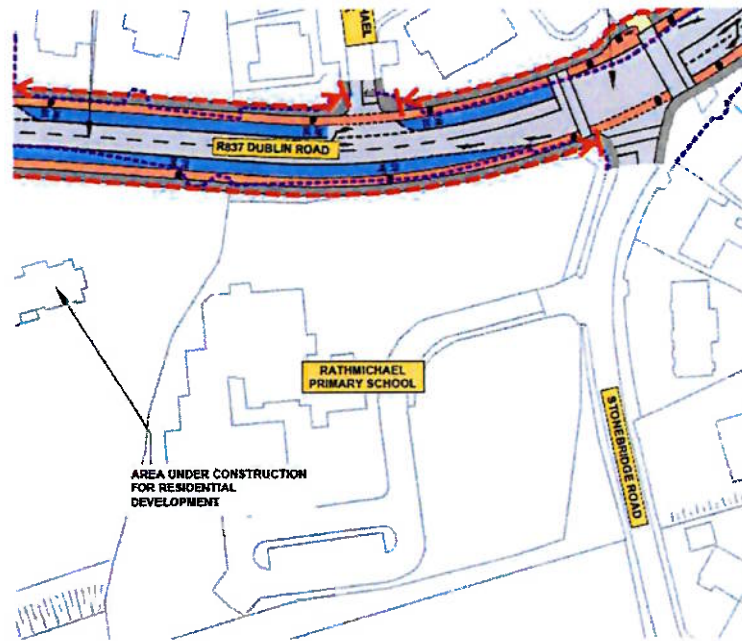 R837 DUBLIN ROAD
RATHMICHAEL
PRIMARY SCHOOL
STONEBRIDGE ROAD
AREA UNDER CONSTRUCTION
FOR RESIDENTIAL
DEVELOPMENT